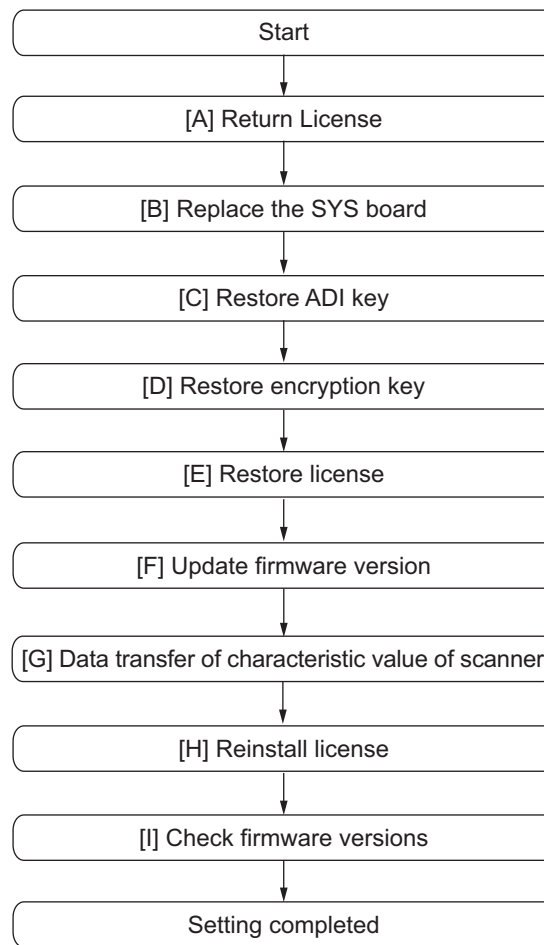 Start
[A] Return License
[B] Replace the SYS board
[C] Restore ADI key
[D] Restore encryption key
[E] Restore license
[F] Update firmware version
[G] Data transfer of characteristic value of scanner
[H] Reinstall license
[I] Check firmware versions
Setting completed